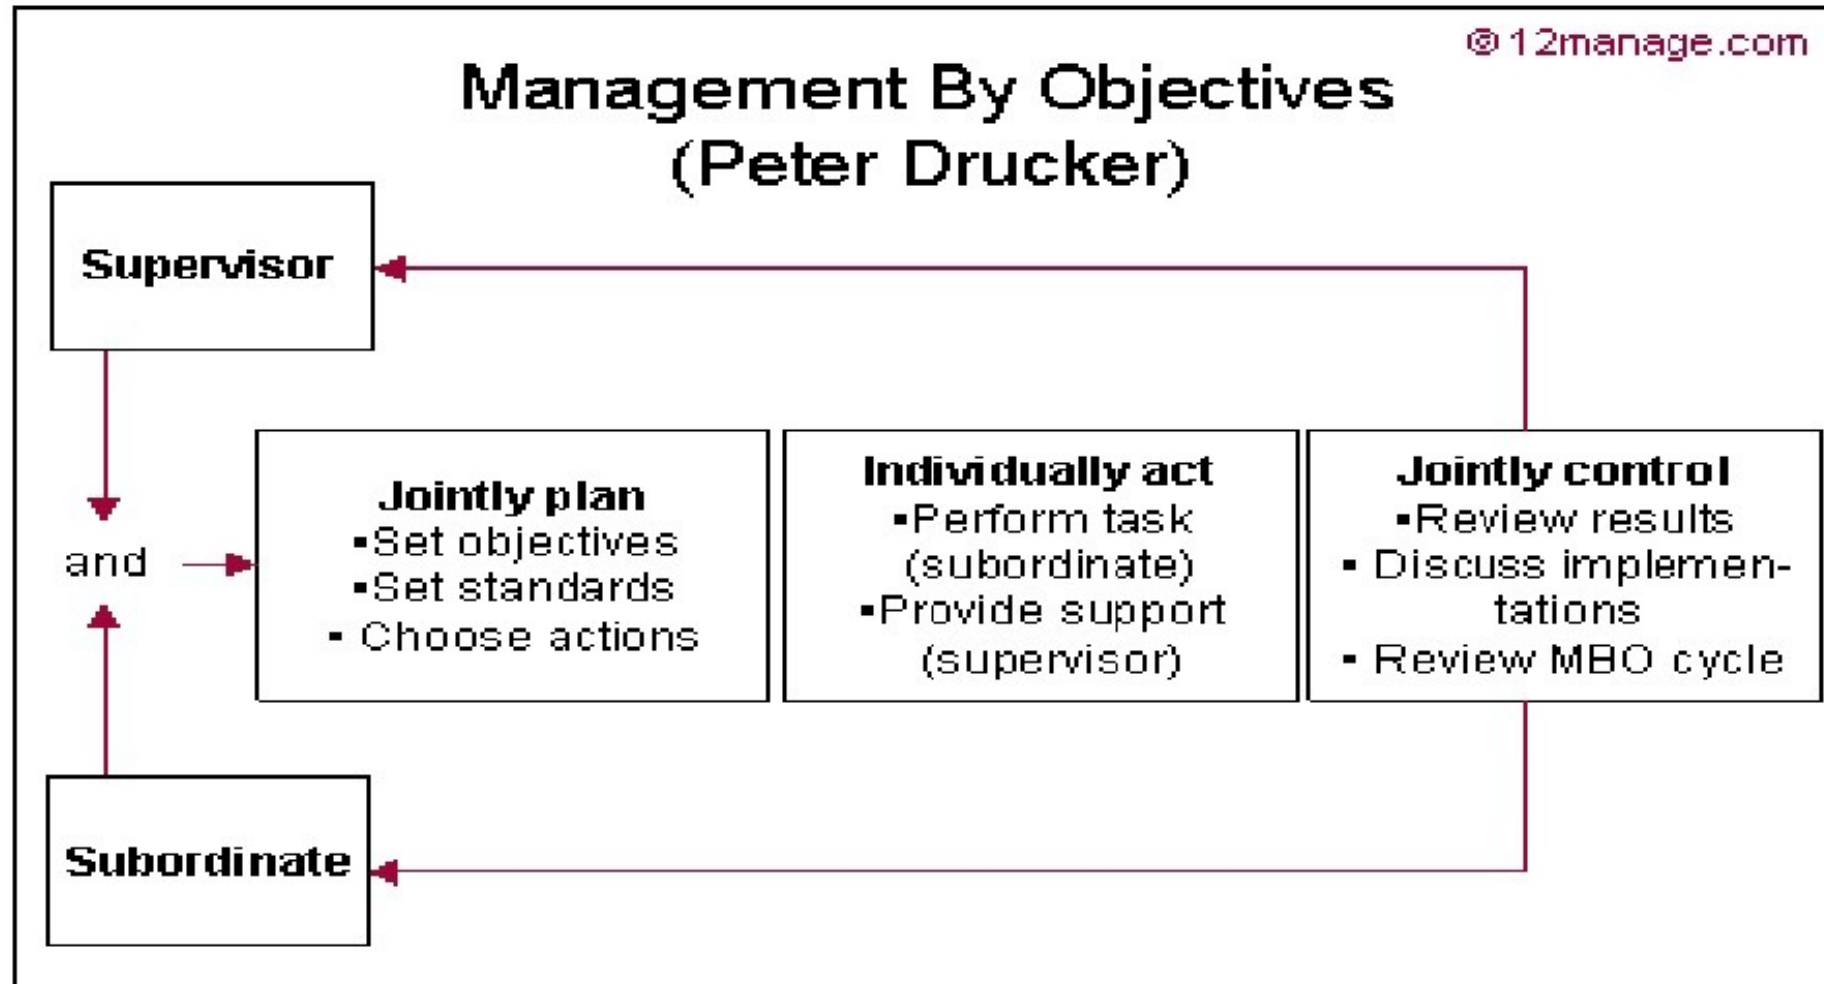 © 12manage.com
Management By Objectives
(Peter Drucker)
Supervisor
and
Subordinate
Jointly plan
▪Set objectives
▪Set standards
▪ Choose actions
Individually act
▪Perform task
(subordinate)
▪Provide support
(supervisor)
Jointly control
▪Review results
▪ Discuss implemen-
tations
▪ Review MBO cycle